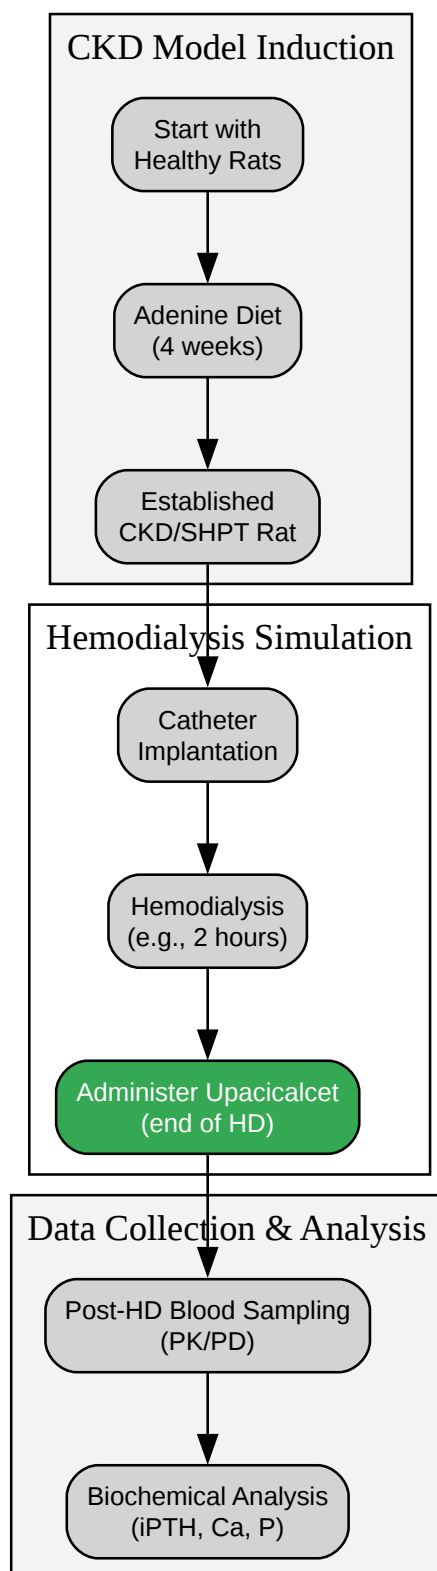 CKD Model Induction
Start with
Healthy Rats
Adenine Diet
(4 weeks)
Established
CKD/SHPT Rat
Hemodialysis Simulation
Catheter
Implantation
Hemodialysis
(e.g., 2 hours)
Administer Upacicalcet
(end of HD)
Data Collection & Analysis
Post-HD Blood Sampling
(PK/PD)
Biochemical Analysis
(iPTH, Ca, P)